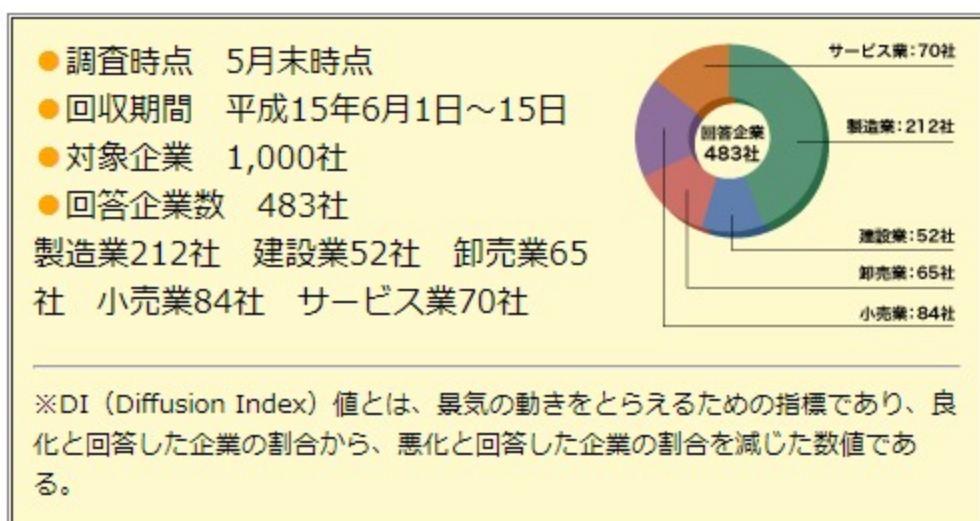 ●調査時点　5月末時点
●回収期間　平成15年6月1日～15日
●対象企業　1,000社
●回答企業数　483社
製造業212社　建設業52社　卸売業65
社　小売業84社　サービス業70社
サービス業:70社
製造業:212社
回答企業
483社
建設業:52社
卸売業:65社
小売業:84社
※DI（Diffusion Index）値とは、景気の動きをとらえるための指標であり、良
化と回答した企業の割合から、悪化と回答した企業の割合を減じた数値であ
る。